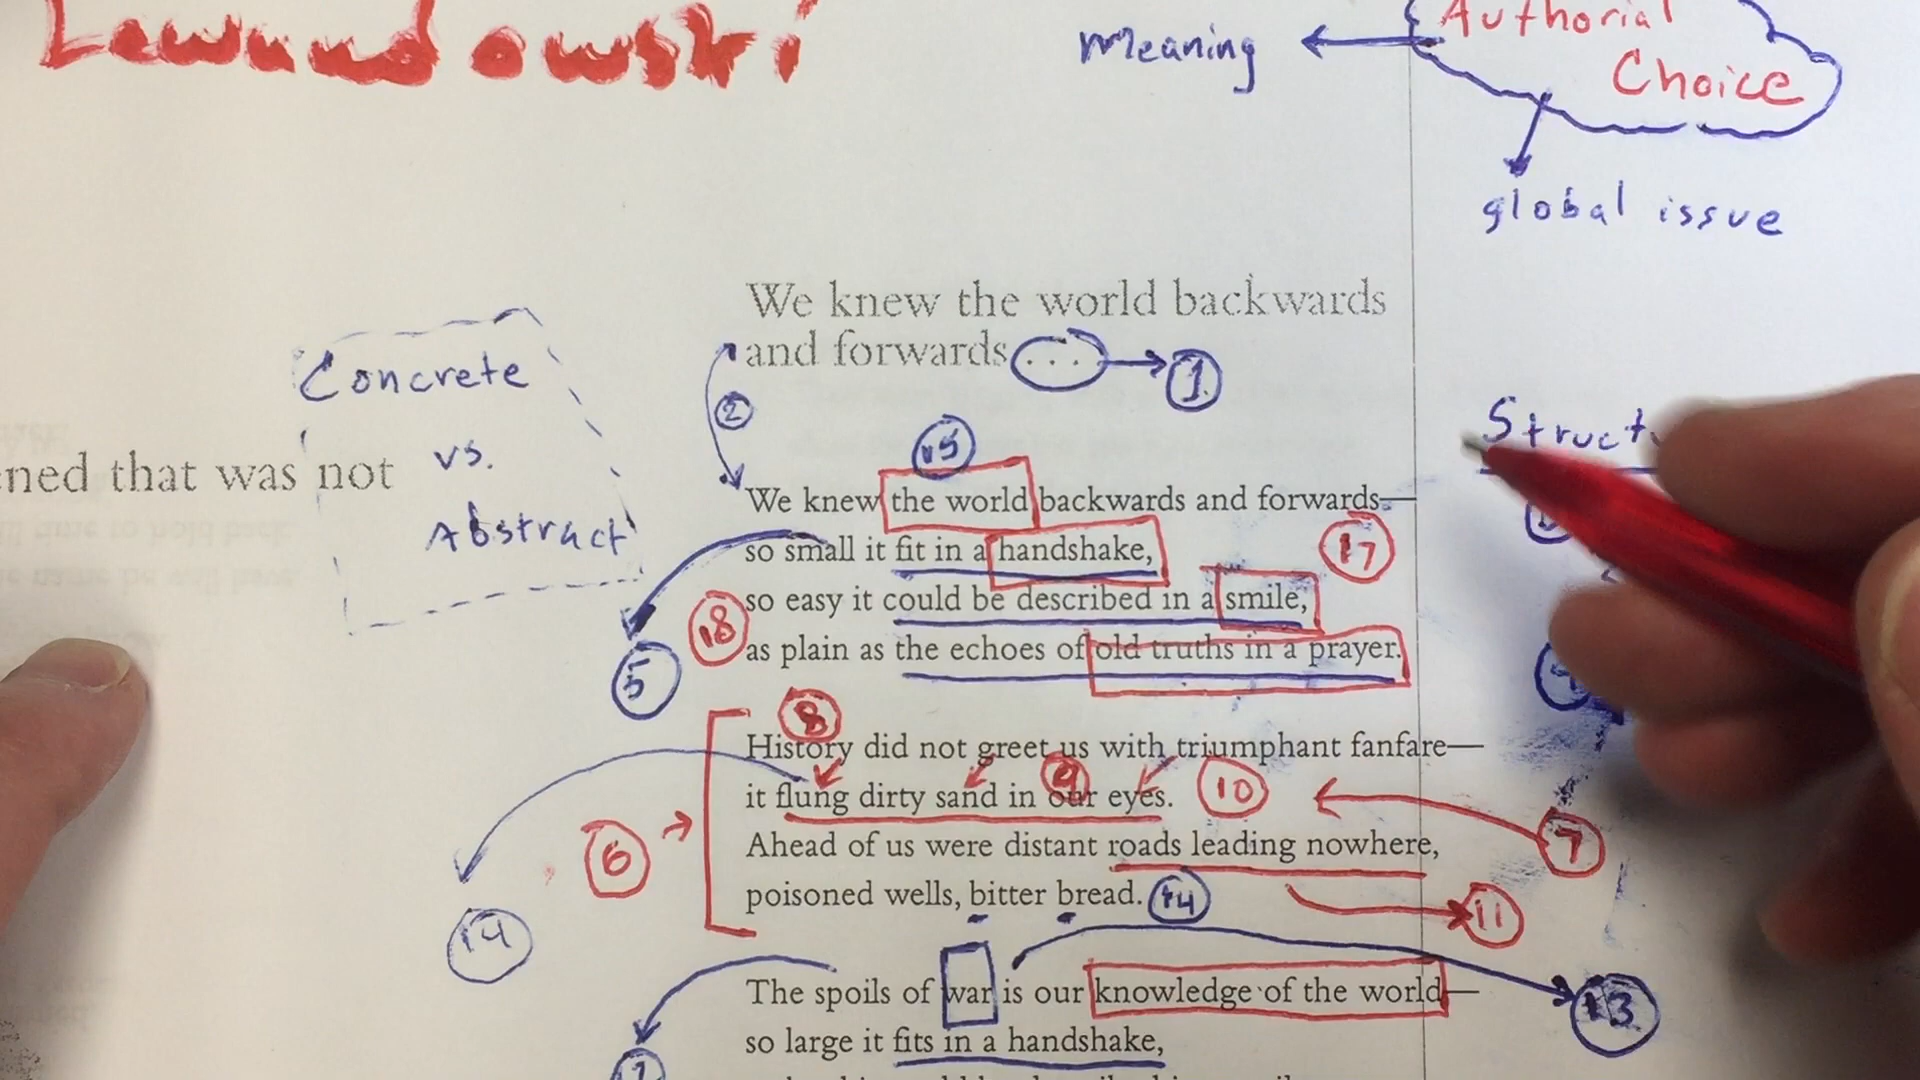 Lewandowski
Meaning
Authorial
Choice
global issue
We knew the world backwards
and forwards ...
1
2
Concrete
vs.
Abstract
ned that was not
15
We knew the world backwards and forwards—
so small it fit in a handshake,
17
so easy it could be described in a smile,
18
as plain as the echoes of old truths in a prayer.
5
8
History did not greet us with triumphant fanfare—
it flung dirty sand in our eyes.
9
10
6
7
Ahead of us were distant roads leading nowhere,
poisoned wells, bitter bread.
14
11
14
The spoils of war is our knowledge of the world—
13
so large it fits in a handshake,